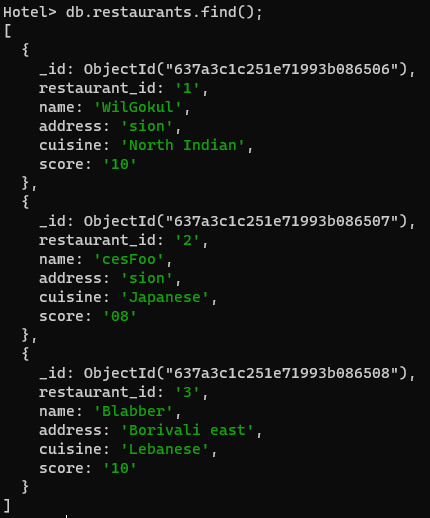 Hotel> db.restaurants.find();
[
  {
    _id: ObjectId("637a3c1c251e71993b086506"),
    restaurant_id: '1',
    name: 'WilGokul',
    address: 'sion',
    cuisine: 'North Indian',
    score: '10'
  },
  {
    _id: ObjectId("637a3c1c251e71993b086507"),
    restaurant_id: '2',
    name: 'cesFoo',
    address: 'sion',
    cuisine: 'Japanese',
    score: '08'
  },
  {
    _id: ObjectId("637a3c1c251e71993b086508"),
    restaurant_id: '3',
    name: 'Blabber',
    address: 'Borivali east',
    cuisine: 'Lebanese',
    score: '10'
  }
]